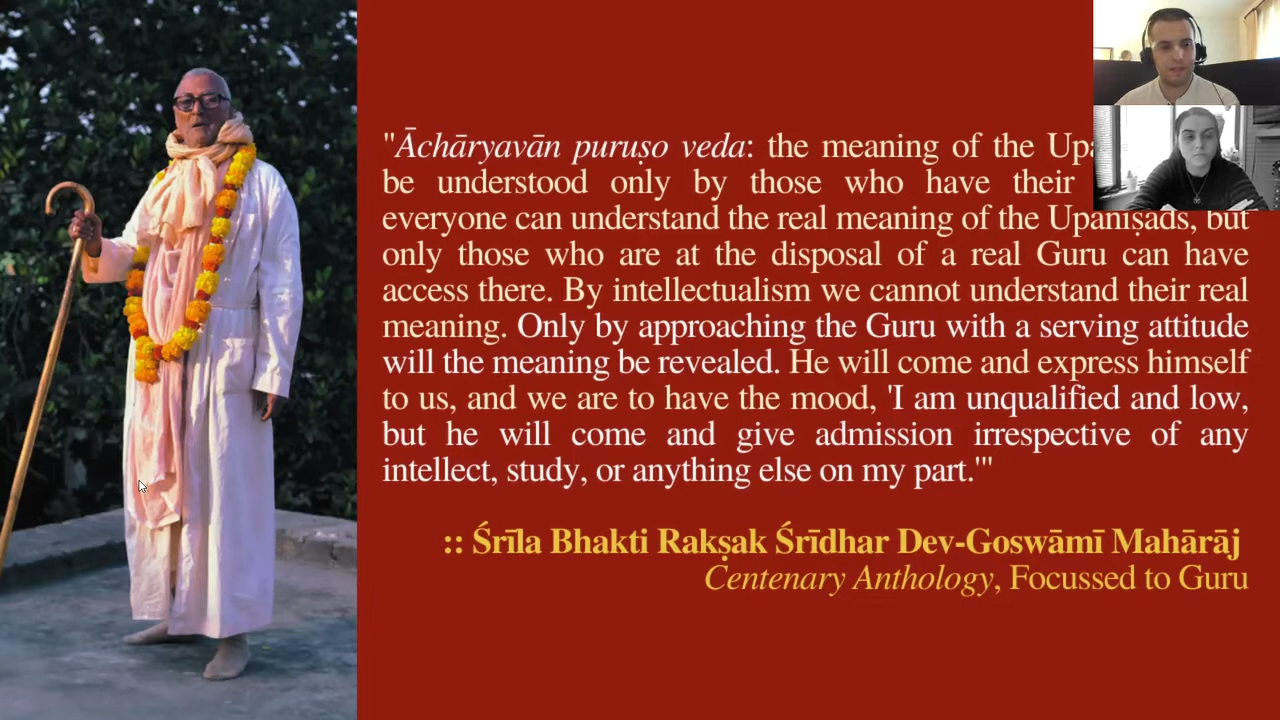 "Āchāryavān puruṣo veda: the meaning of the
be understood only by those who have their
everyone can understand the real meaning of the Upaniṣads, but
only those who are at the disposal of a real Guru can have
access there. By intellectualism we cannot understand their real
meaning. Only by approaching the Guru with a serving attitude
will the meaning be revealed. He will come and express himself
to us, and we are to have the mood, 'I am unqualified and low,
but he will come and give admission irrespective of any
intellect, study, or anything else on my part.'"
:: Śrīla Bhakti Rakṣak Śrīdhar Dev-Goswāmī Mahārāj
Centenary Anthology, Focussed to Guru